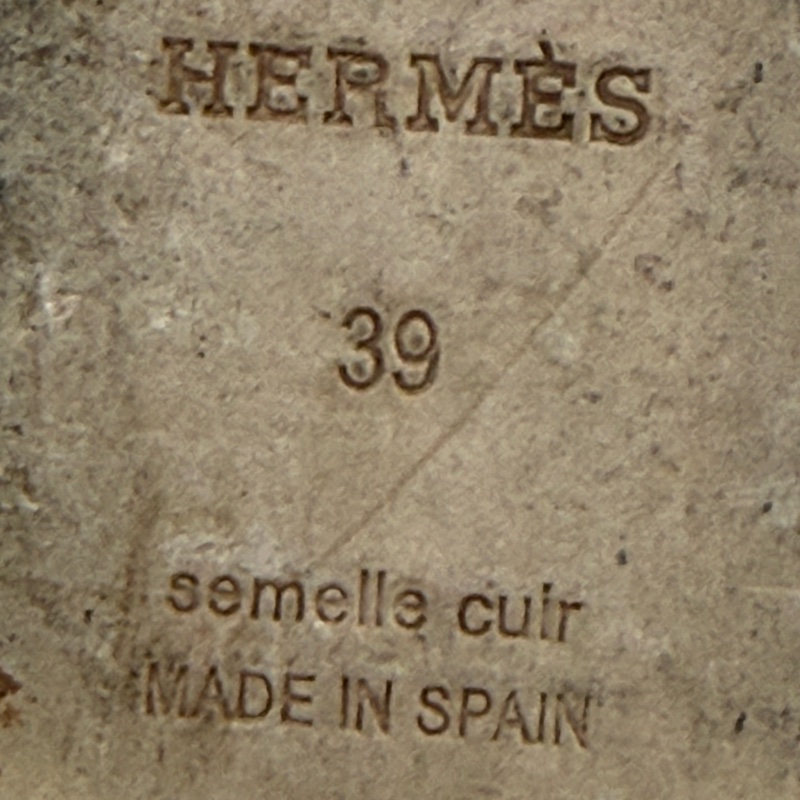 HERMÈS
39
semelle cuir
MADE IN SPAIN